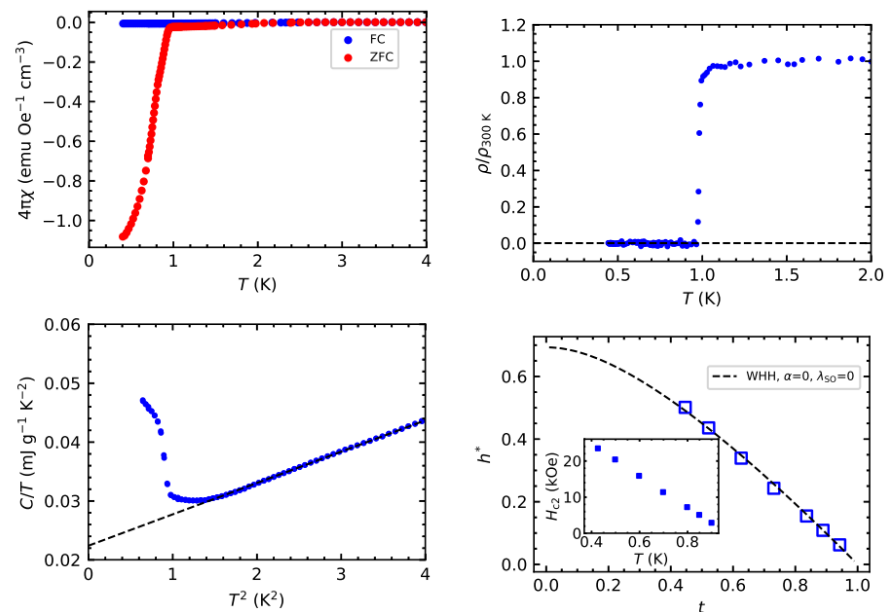 0.0
−0.2
−0.4
−0.6
−0.8
−1.0
4πχ (emu Oe⁻¹ cm⁻³)
FC
ZFC
0 1 2 3 4
T (K)
1.2
1.0
0.8
0.6
0.4
0.2
0.0
ρ/ρ₃₀₀ K
0.0 0.5 1.0 1.5 2.0
T (K)
0.06
0.05
0.04
0.03
0.02
C/T (mJ g⁻¹ K⁻²)
0 1 2 3 4
T² (K²)
0.6
0.4
0.2
0.0
h*
WHH, α=0, λSO=0
20
10
0
Hc2 (kOe)
0.4 0.6 0.8
T (K)
0.0 0.2 0.4 0.6 0.8 1.0
t